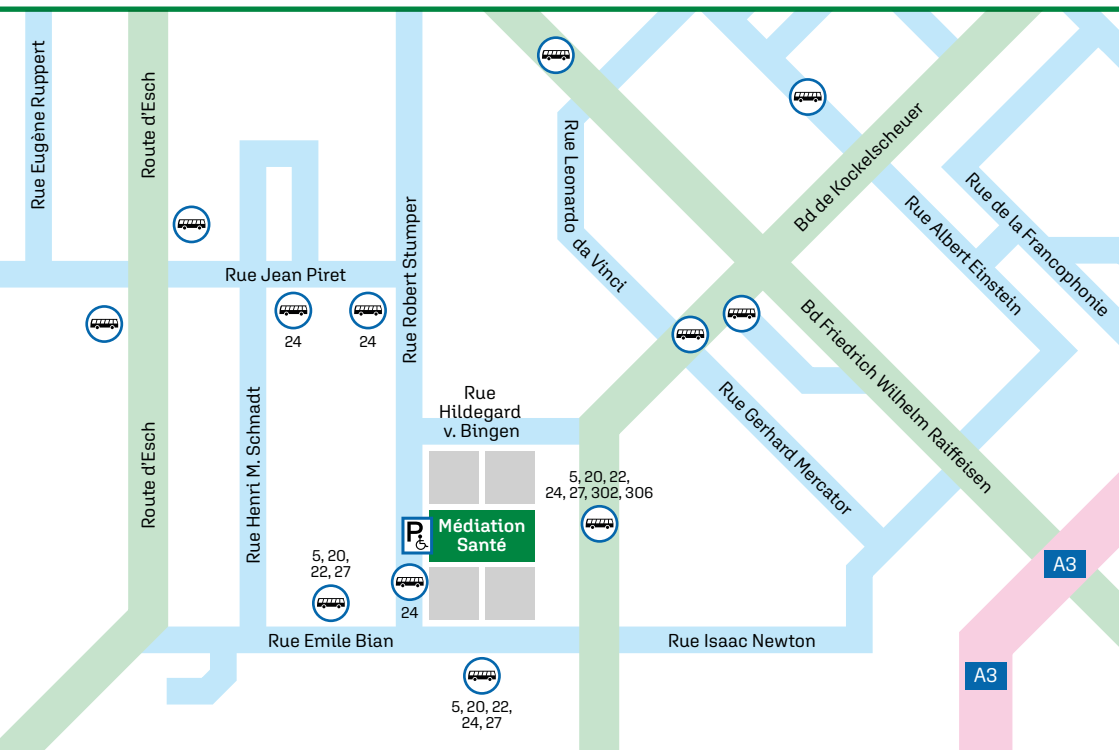 Rue Eugène Ruppert
Route d'Esch
Rue Leonardo
da Vinci
Bd de Kockelscheuer
Rue de la Francophonie
Rue Albert Einstein
Rue Jean Piret
Rue Robert Stumper
24
24
Bd Friedrich Wilhelm Raiffeisen
Rue Henri M. Schnadt
Rue
Hildegard
v. Bingen
Rue Gerhard Mercator
Route d'Esch
5, 20, 22,
24, 27, 302, 306
P
Médiation
Santé
5, 20,
22, 27
24
A3
Rue Emile Bian
Rue Isaac Newton
A3
5, 20, 22,
24, 27